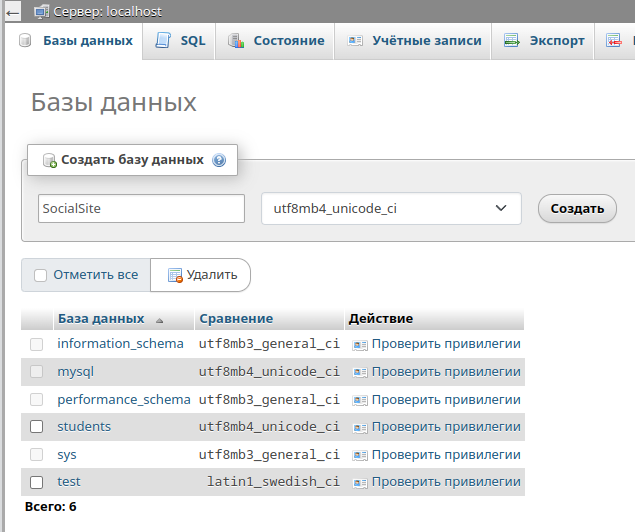 ← Сервер: localhost
Базы данных SQL Состояние Учётные записи Экспорт
Базы данных
Создать базу данных
SocialSite utf8mb4_unicode_ci Создать
Отметить все Удалить
База данных Сравнение Действие
information_schema utf8mb3_general_ci Проверить привилегии
mysql utf8mb4_unicode_ci Проверить привилегии
performance_schema utf8mb3_general_ci Проверить привилегии
students utf8mb4_unicode_ci Проверить привилегии
sys utf8mb3_general_ci Проверить привилегии
test latin1_swedish_ci Проверить привилегии
Всего: 6